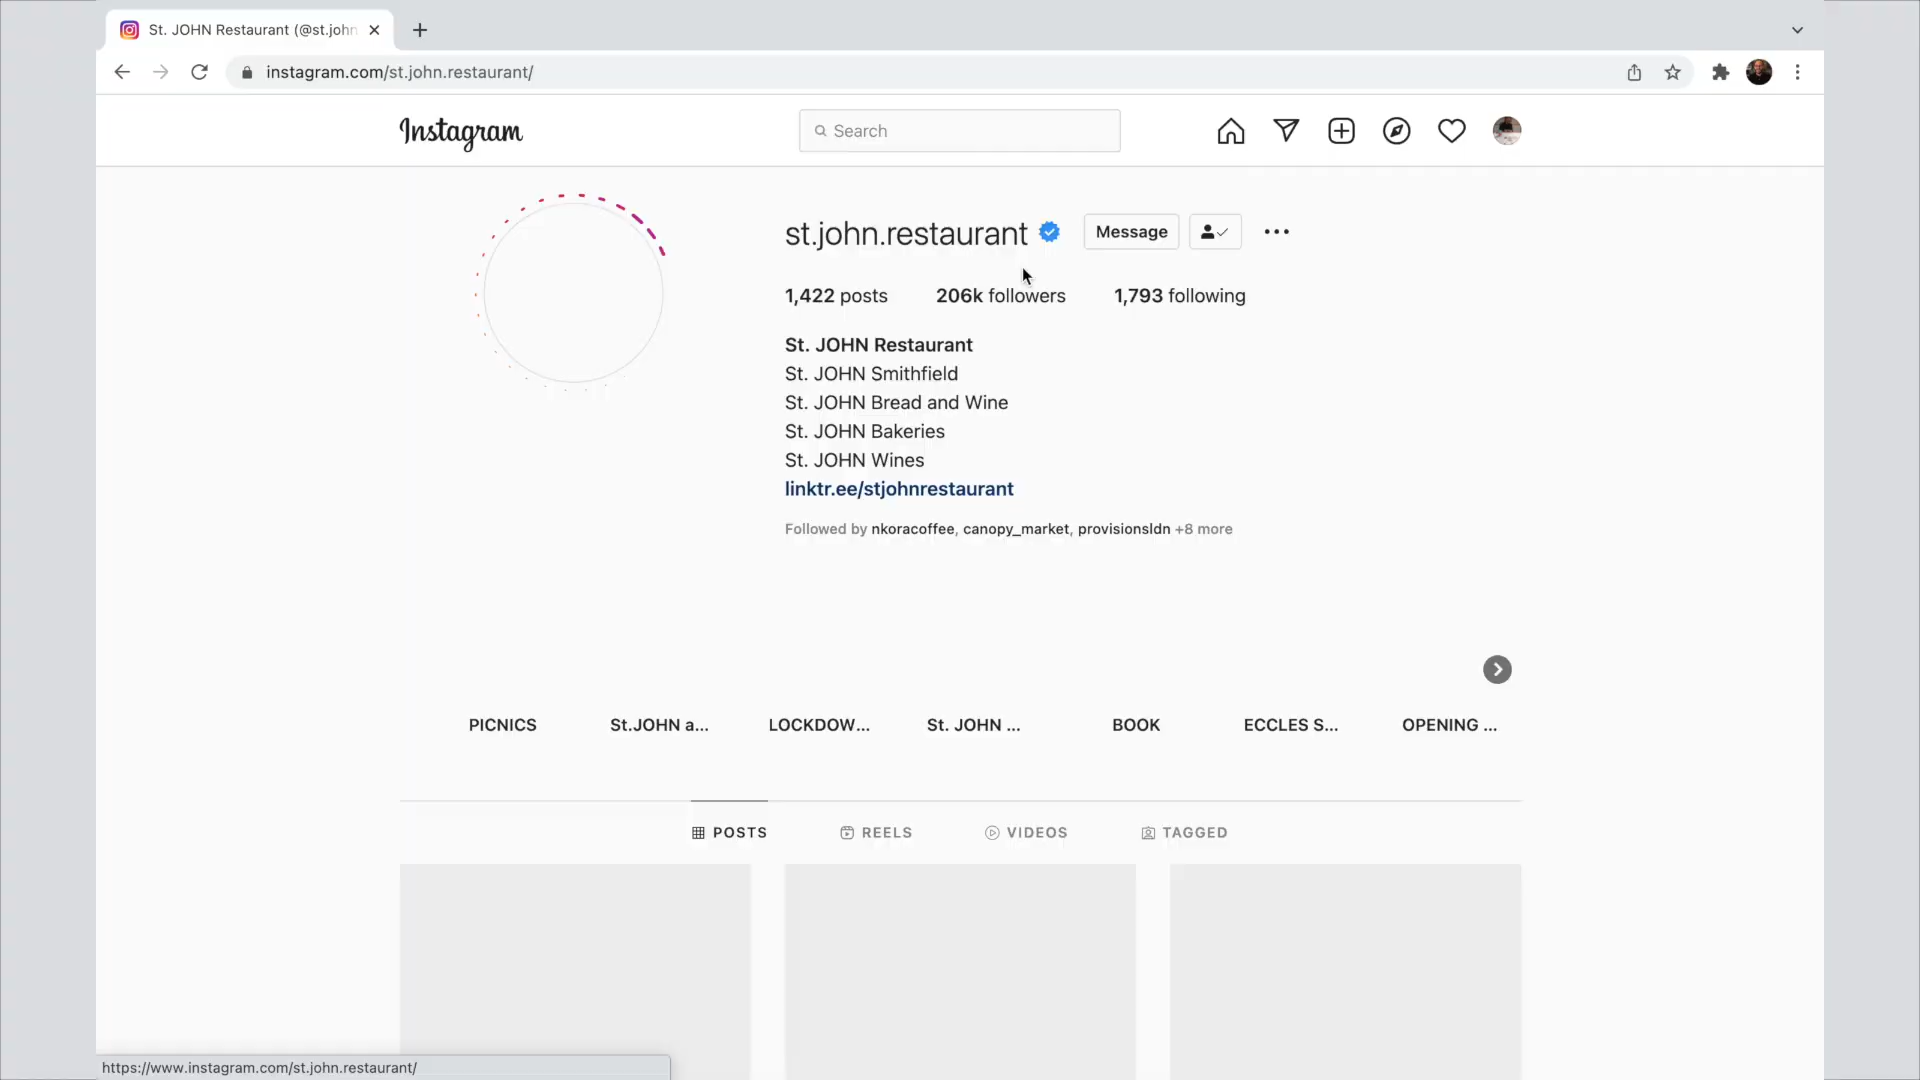 St. JOHN Restaurant (@st.john
instagram.com/st.john.restaurant/
Instagram
Search
st.john.restaurant
Message
1,422 posts 206k followers 1,793 following
St. JOHN Restaurant
St. JOHN Smithfield
St. JOHN Bread and Wine
St. JOHN Bakeries
St. JOHN Wines
linktr.ee/stjohnrestaurant
Followed by nkoracoffee, canopy_market, provisionsldn +8 more
PICNICS St.JOHN a... LOCKDOW... St. JOHN ... BOOK ECCLES S... OPENING ...
POSTS REELS VIDEOS TAGGED
https://www.instagram.com/st.john.restaurant/